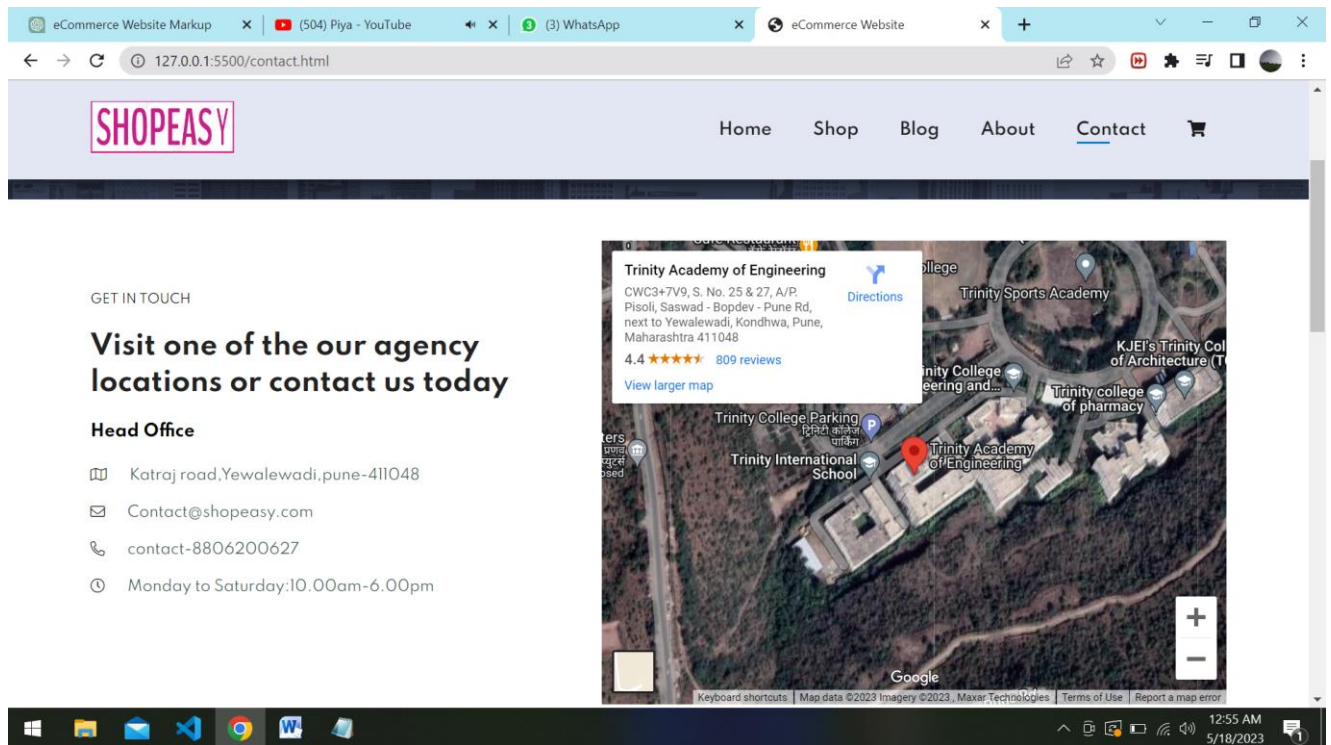 eCommerce Website Markup
(504) Piya - YouTube
(3) WhatsApp
eCommerce Website
127.0.0.1:5500/contact.html
SHOPEASY
Home Shop Blog About Contact
GET IN TOUCH
Visit one of the our agency
locations or contact us today
Head Office
Katraj road,Yewalewadi,pune-411048
Contact@shopeasy.com
contact-8806200627
Monday to Saturday:10.00am-6.00pm
Trinity Academy of Engineering
CWC3+7V9, S. No. 25 & 27, A/P.
Pisoli, Saswad - Bopdev - Pune Rd,
next to Yewalewadi, Kondhwa, Pune,
Maharashtra 411048
4.4 809 reviews
View larger map
Directions
Trinity Sports Academy
KJEI's Trinity Col
of Architecture (T
Trinity college
of pharmacy
Trinity College Parking
ट्रिनिटी कॉलेज
पार्किंग
Trinity International
School
Trinity Academy
of Engineering
Google
Keyboard shortcuts Map data ©2023 Imagery ©2023 , Maxar Technologies Terms of Use Report a map error
12:55 AM
5/18/2023